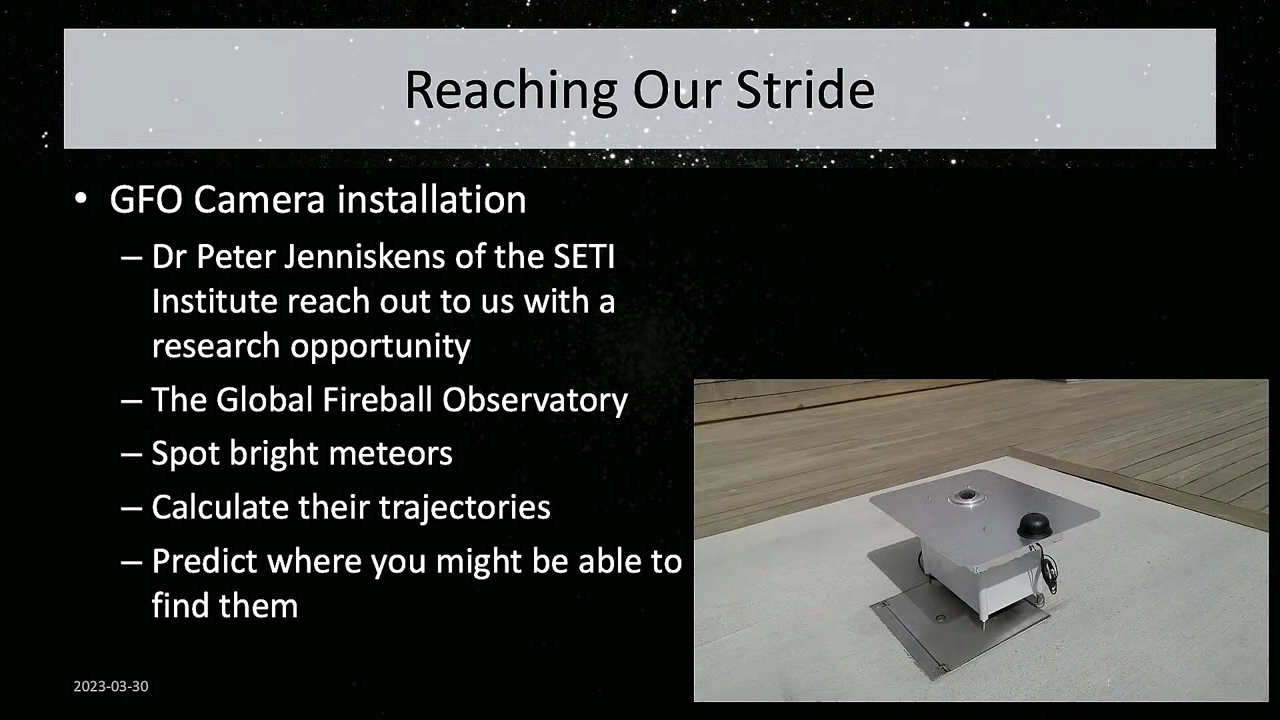 Reaching Our Stride
• GFO Camera installation
– Dr Peter Jenniskens of the SETI
Institute reach out to us with a
research opportunity
– The Global Fireball Observatory
– Spot bright meteors
– Calculate their trajectories
– Predict where you might be able to
find them
2023-03-30